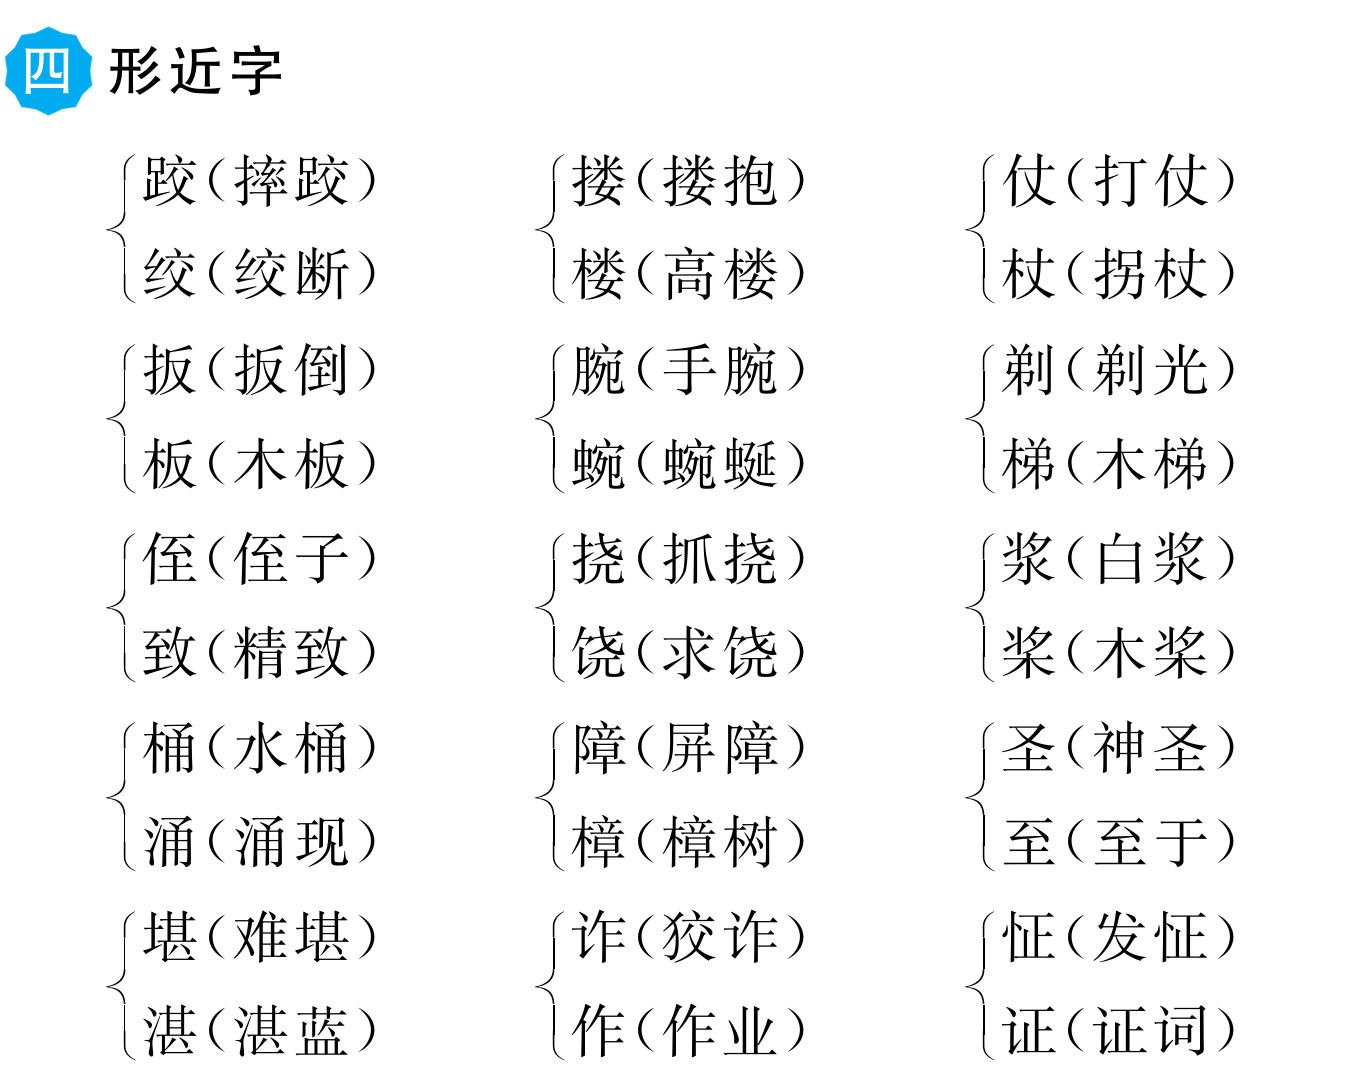 四 形近字
跤(摔跤) 搂(搂抱) 仗(打仗)
绞(绞断) 楼(高楼) 杖(拐杖)
扳(扳倒) 腕(手腕) 剃(剃光)
板(木板) 蜿(蜿蜒) 梯(木梯)
侄(侄子) 挠(抓挠) 浆(白浆)
致(精致) 饶(求饶) 桨(木桨)
桶(水桶) 障(屏障) 圣(神圣)
涌(涌现) 樟(樟树) 至(至于)
堪(难堪) 诈(狡诈) 怔(发怔)
湛(湛蓝) 作(作业) 证(证词)